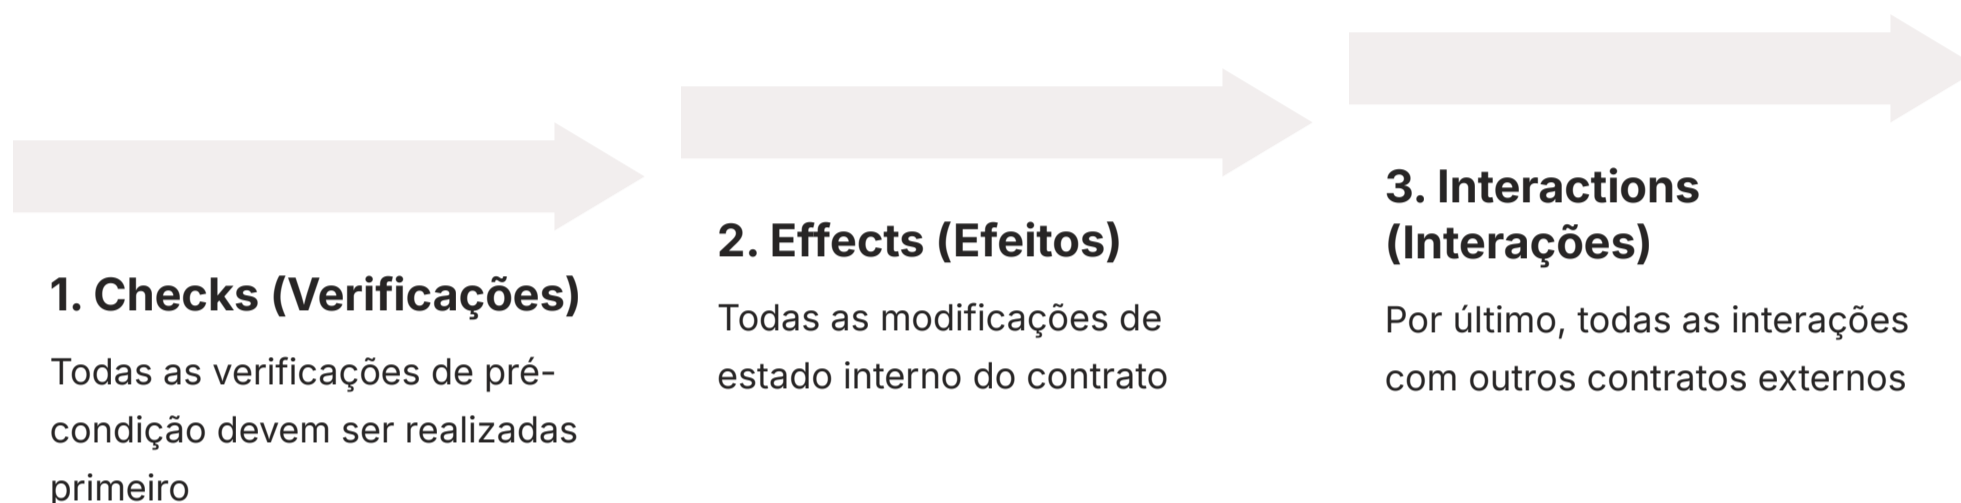 1. Checks (Verificações)
Todas as verificações de pré-
condição devem ser realizadas
primeiro
2. Effects (Efeitos)
Todas as modificações de
estado interno do contrato
3. Interactions
(Interações)
Por último, todas as interações
com outros contratos externos